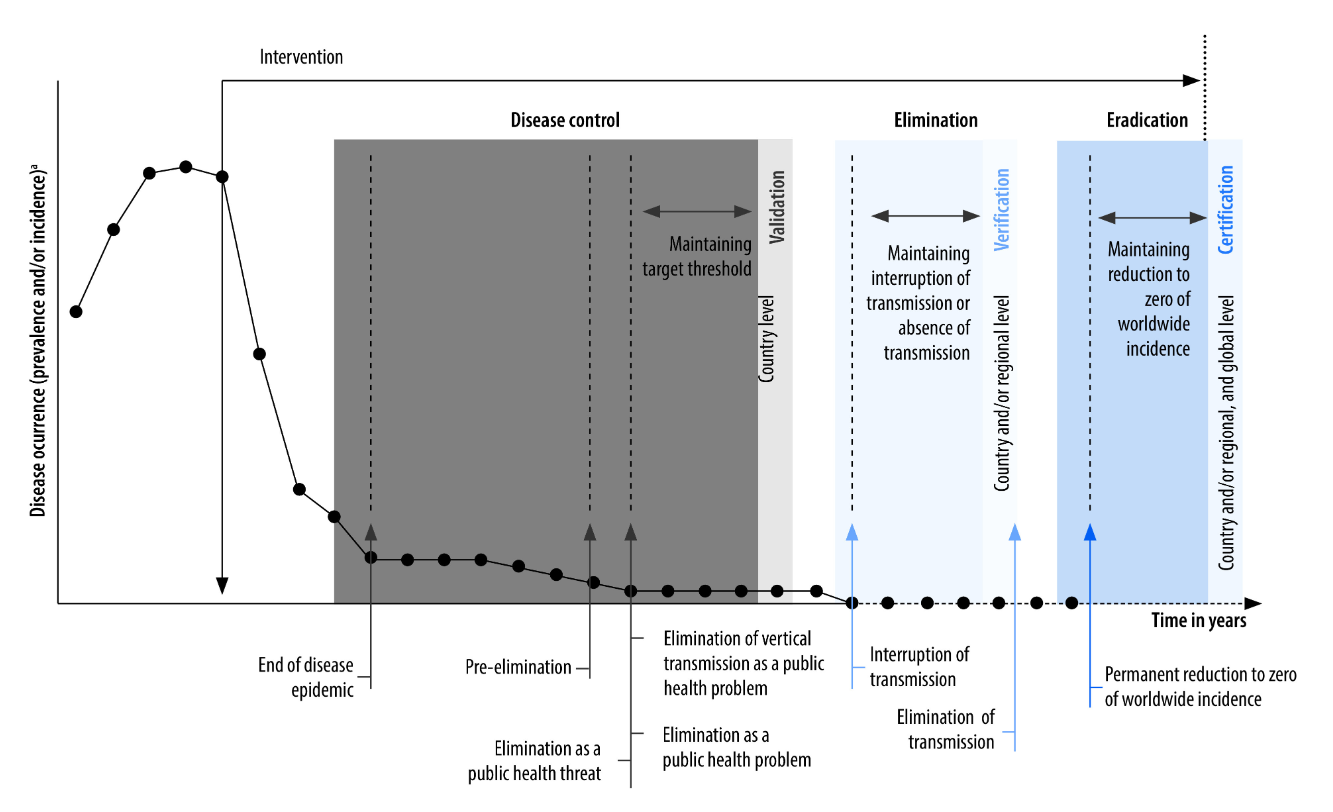 Intervention
Disease control
Elimination
Eradication
Disease ocurrence (prevalence and/or incidence)ᵃ
Maintaining
target threshold
Validation
Country level
Maintaining
interruption of
transmission or
absence of
transmission
Verification
Country and/or regional level
Maintaining
reduction to
zero of
worldwide
incidence
Certification
Country and/or regional, and global level
Time in years
End of disease
epidemic
Pre-elimination
Elimination of vertical
transmission as a public
health problem
Elimination as a
public health threat
Elimination as a
public health problem
Interruption of
transmission
Elimination of
transmission
Permanent reduction to zero
of worldwide incidence